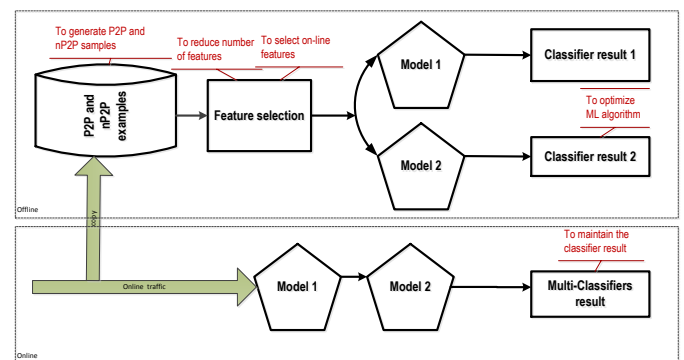 To generate P2P and
nP2P samples
To reduce number
of features
To select on-line
features
P2P and
nP2P
examples
Feature selection
Model 1
Classifier result 1
To optimize
ML algorithm
Model 2
Classifier result 2
Offline
xcopy
To maintain the
classifier result
Online traffic
Model 1
Model 2
Multi-Classifiers
result
Online